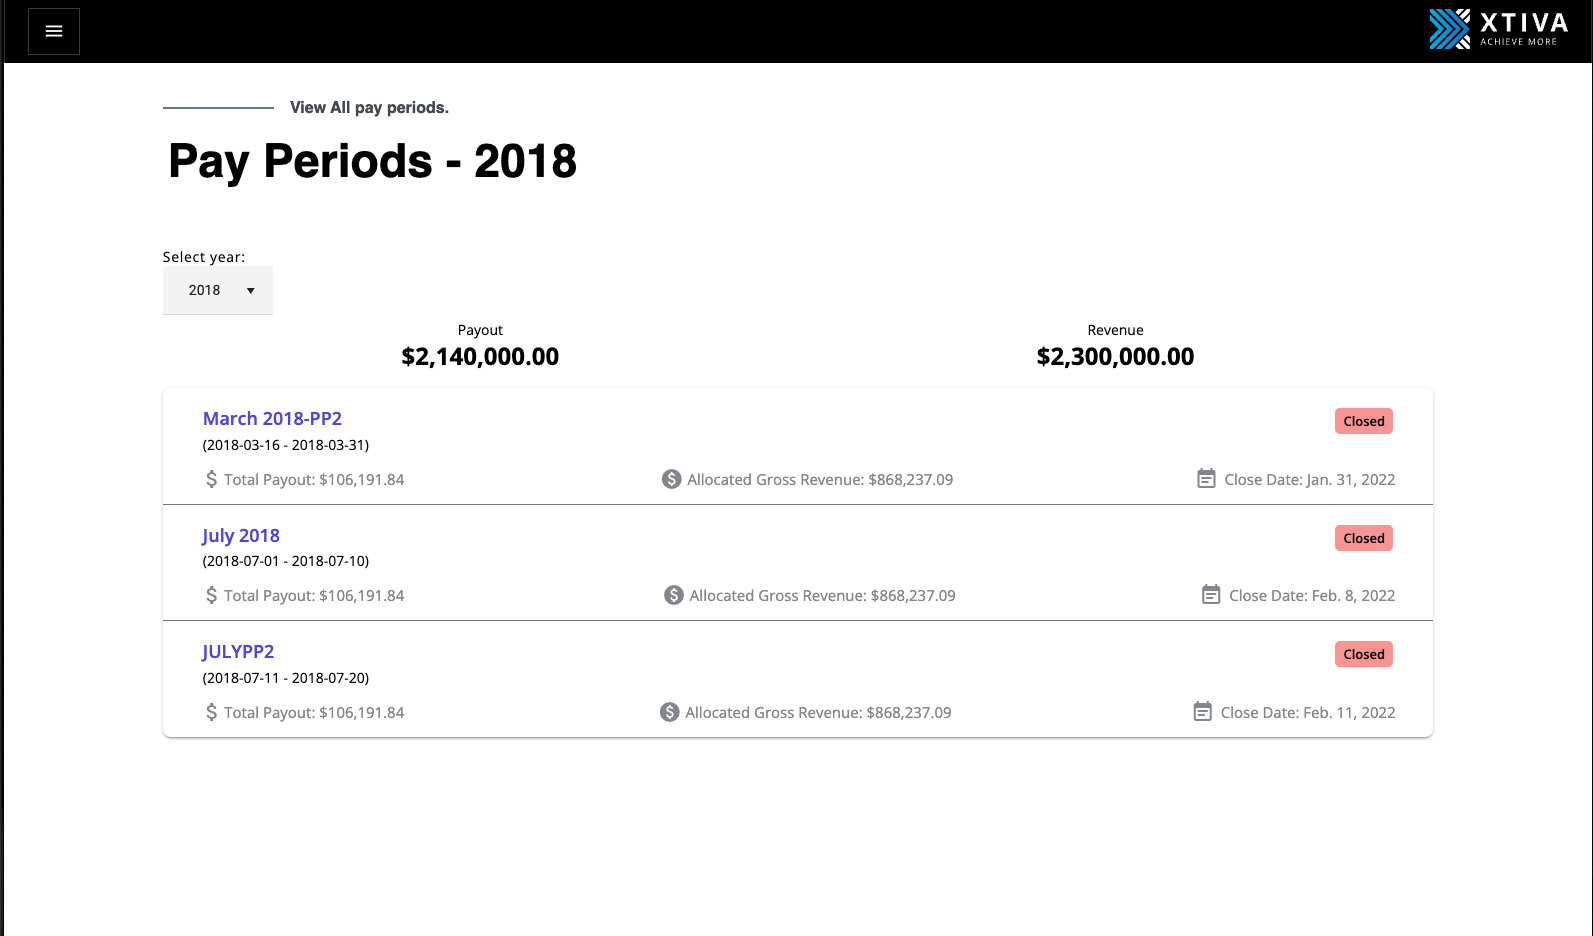 XTIVA
ACHIEVE MORE
View All pay periods.
Pay Periods - 2018
Select year:
2018
Payout
$2,140,000.00
Revenue
$2,300,000.00
March 2018-PP2
Closed
(2018-03-16 - 2018-03-31)
Total Payout: $106,191.84
Allocated Gross Revenue: $868,237.09
Close Date: Jan. 31, 2022
July 2018
Closed
(2018-07-01 - 2018-07-10)
Total Payout: $106,191.84
Allocated Gross Revenue: $868,237.09
Close Date: Feb. 8, 2022
JULYPP2
Closed
(2018-07-11 - 2018-07-20)
Total Payout: $106,191.84
Allocated Gross Revenue: $868,237.09
Close Date: Feb. 11, 2022